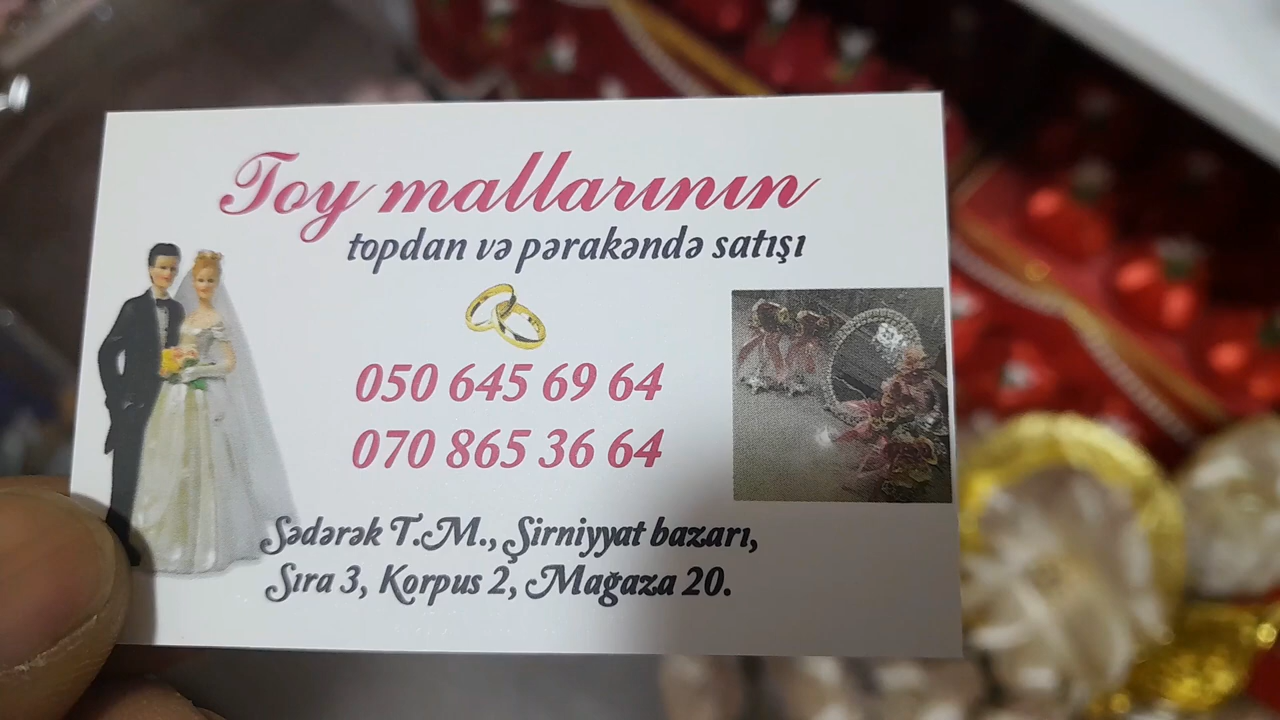 Toy mallarının
topdan və pərakəndə satışı
050 645 69 64
070 865 36 64
Sədərək T.M., Şirniyyat bazarı,
Sıra 3, Korpus 2, Mağaza 20.